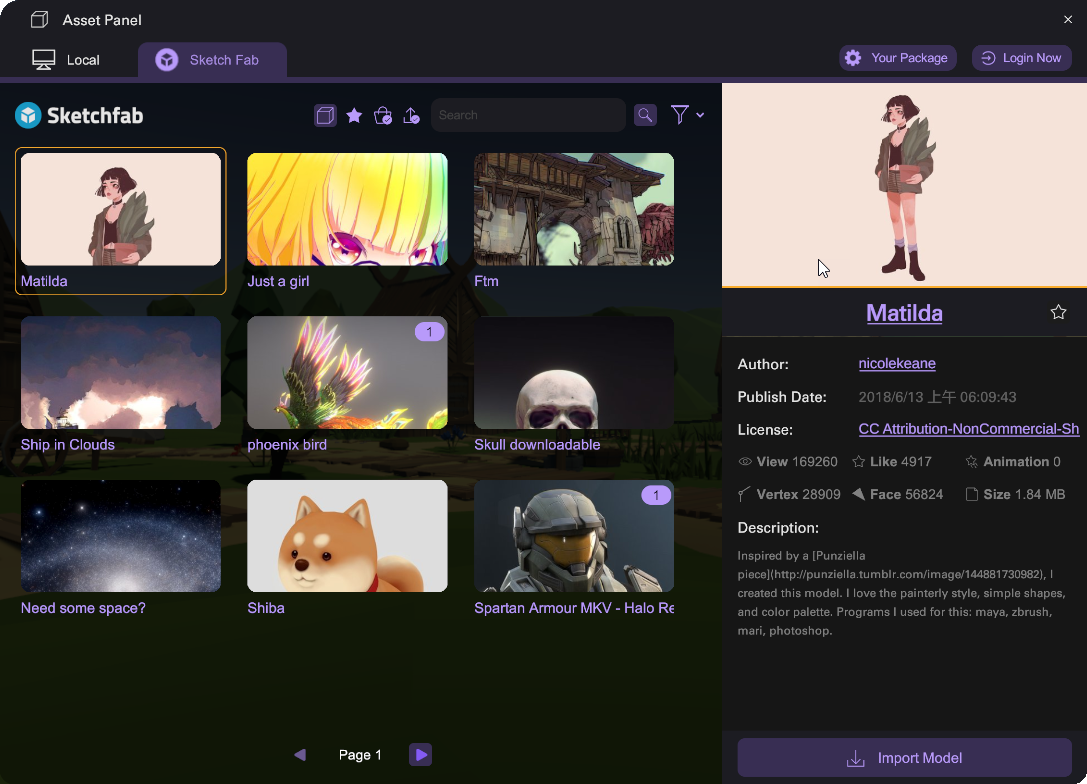 Asset Panel
Local
Sketch Fab
Your Package
Login Now
Sketchfab
Search
Matilda
Just a girl
Ftm
1
Ship in Clouds
phoenix bird
Skull downloadable
1
Need some space?
Shiba
Spartan Armour MKV - Halo Re
Page 1
Matilda
Author: nicolekeane
Publish Date: 2018/6/13 上午 06:09:43
License: CC Attribution-NonCommercial-Sh
View 169260 Like 4917 Animation 0
Vertex 28909 Face 56824 Size 1.84 MB
Description:
Inspired by a [Punziella
piece](http://punziella.tumblr.com/image/144881730982), I
created this model. I love the painterly style, simple shapes,
and color palette. Programs I used for this: maya, zbrush,
mari, photoshop.
Import Model